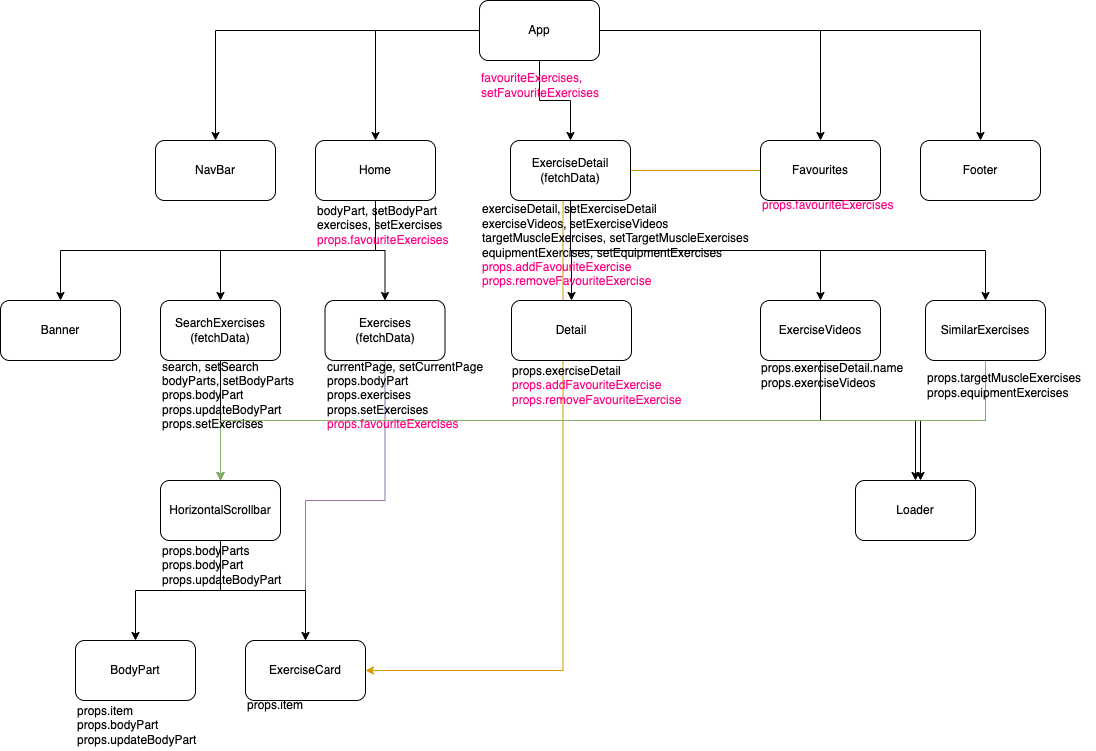 App
favouriteExercises,
setFavouriteExercises
NavBar
Home
ExerciseDetail
(fetchData)
Favourites
Footer
bodyPart, setBodyPart
exercises, setExercises
props.favouriteExercises
exerciseDetail, setExerciseDetail
exerciseVideos, setExerciseVideos
targetMuscleExercises, setTargetMuscleExercises
equipmentExercises, setEquipmentExercises
props.addFavouriteExercise
props.removeFavouriteExercise
props.favouriteExercises
Banner
SearchExercises
(fetchData)
Exercises
(fetchData)
Detail
ExerciseVideos
SimilarExercises
search, setSearch
bodyParts, setBodyParts
props.bodyPart
props.updateBodyPart
props.setExercises
currentPage, setCurrentPage
props.bodyPart
props.exercises
props.setExercises
props.favouriteExercises
props.exerciseDetail
props.addFavouriteExercise
props.removeFavouriteExercise
props.exerciseDetail.name
props.exerciseVideos
props.targetMuscleExercises
props.equipmentExercises
HorizontalScrollbar
Loader
props.bodyParts
props.bodyPart
props.updateBodyPart
BodyPart
ExerciseCard
props.item
props.bodyPart
props.updateBodyPart
props.item